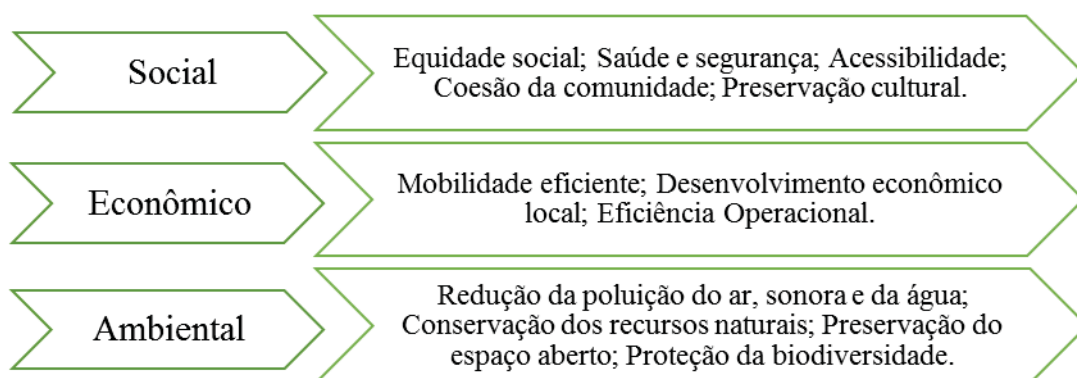 Social
Equidade social; Saúde e segurança; Acessibilidade;
Coesão da comunidade; Preservação cultural.
Econômico
Mobilidade eficiente; Desenvolvimento econômico
local; Eficiência Operacional.
Ambiental
Redução da poluição do ar, sonora e da água;
Conservação dos recursos naturais; Preservação do
espaço aberto; Proteção da biodiversidade.